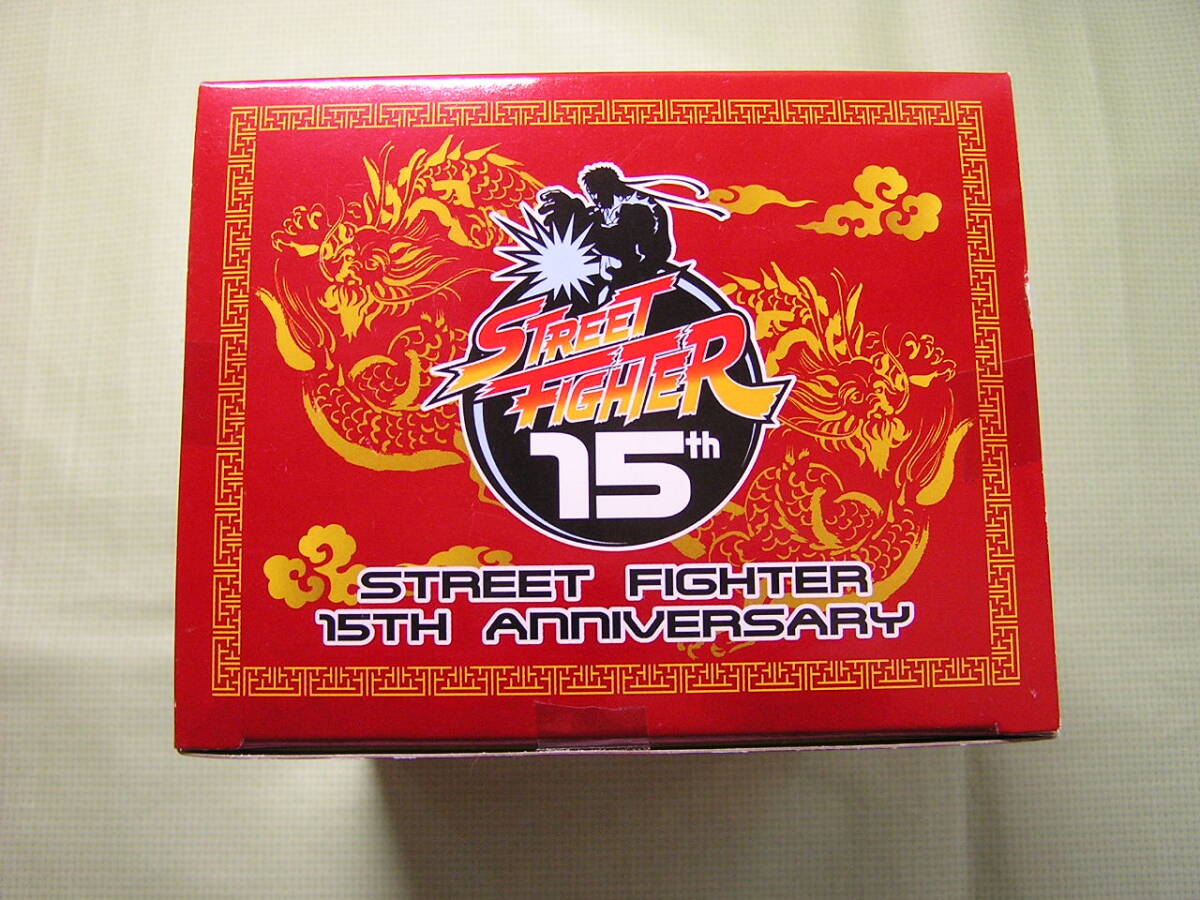 STREET
FIGHTER
15th
STREET FIGHTER
15TH ANNIVERSARY